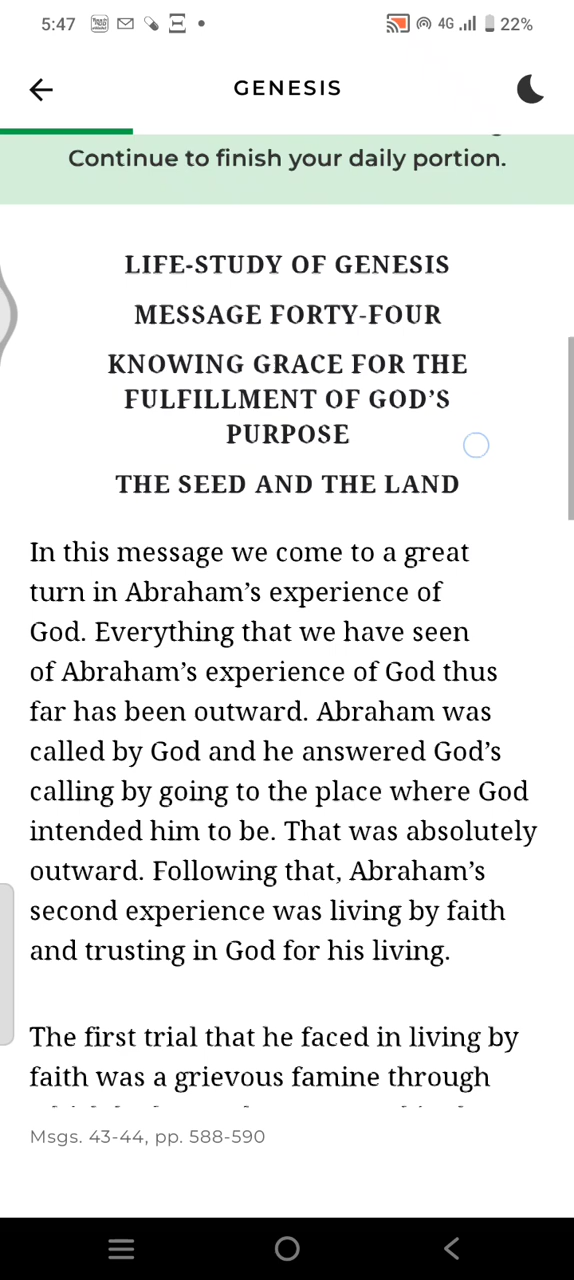 5:47
4G
22%
GENESIS
Continue to finish your daily portion.
LIFE-STUDY OF GENESIS
MESSAGE FORTY-FOUR
KNOWING GRACE FOR THE
FULFILLMENT OF GOD’S
PURPOSE
THE SEED AND THE LAND
In this message we come to a great
turn in Abraham’s experience of
God. Everything that we have seen
of Abraham’s experience of God thus
far has been outward. Abraham was
called by God and he answered God’s
calling by going to the place where God
intended him to be. That was absolutely
outward. Following that, Abraham’s
second experience was living by faith
and trusting in God for his living.
The first trial that he faced in living by
faith was a grievous famine through
Msgs. 43-44, pp. 588-590